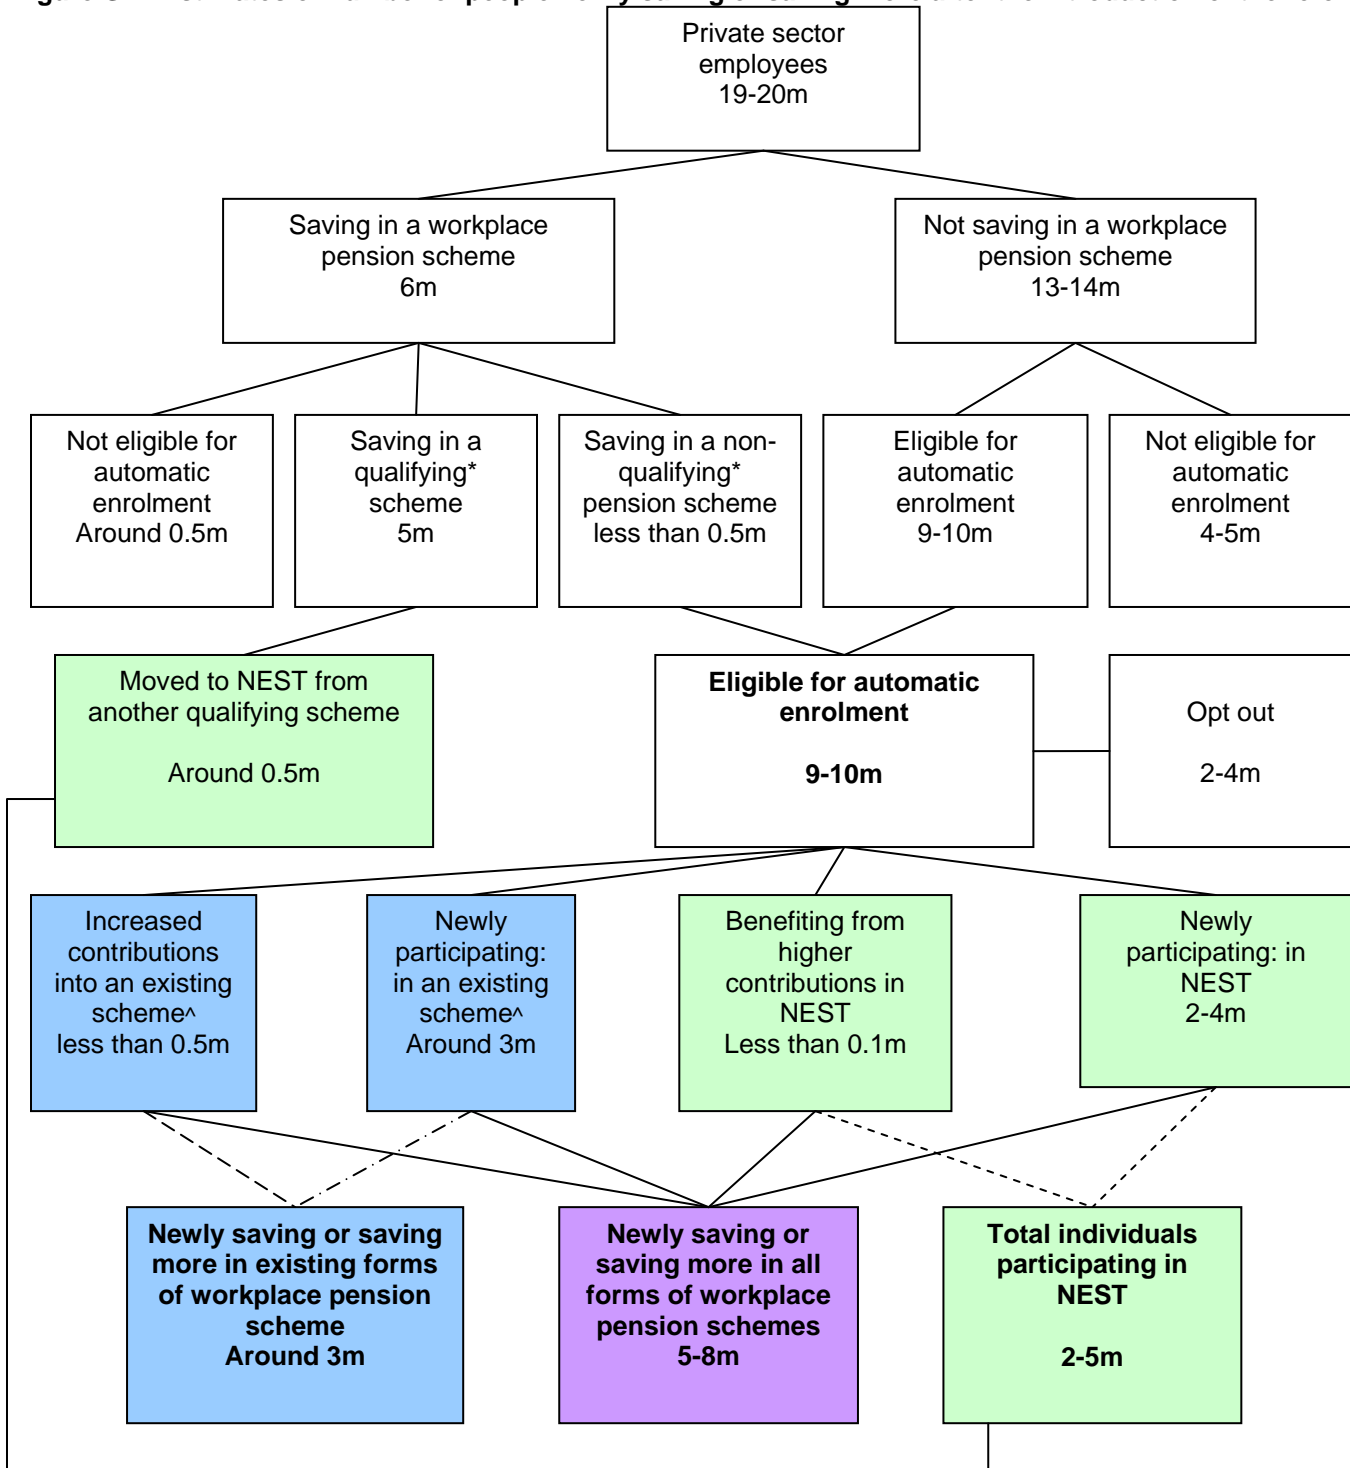 Private sector
employees
19-20m
Saving in a workplace
pension scheme
6m
Not saving in a workplace
pension scheme
13-14m
Not eligible for
automatic
enrolment
Around 0.5m
Saving in a
qualifying*
scheme
5m
Saving in a non-
qualifying*
pension scheme
less than 0.5m
Eligible for
automatic
enrolment
9-10m
Not eligible for
automatic
enrolment
4-5m
Moved to NEST from
another qualifying scheme
Around 0.5m
Eligible for automatic
enrolment
9-10m
Opt out
2-4m
Increased
contributions
into an existing
scheme^
less than 0.5m
Newly
participating:
in an existing
scheme^
Around 3m
Benefiting from
higher
contributions in
NEST
Less than 0.1m
Newly
participating: in
NEST
2-4m
Newly saving or saving
more in existing forms
of workplace pension
scheme
Around 3m
Newly saving or
saving more in all
forms of workplace
pension schemes
5-8m
Total individuals
participating in
NEST
2-5m